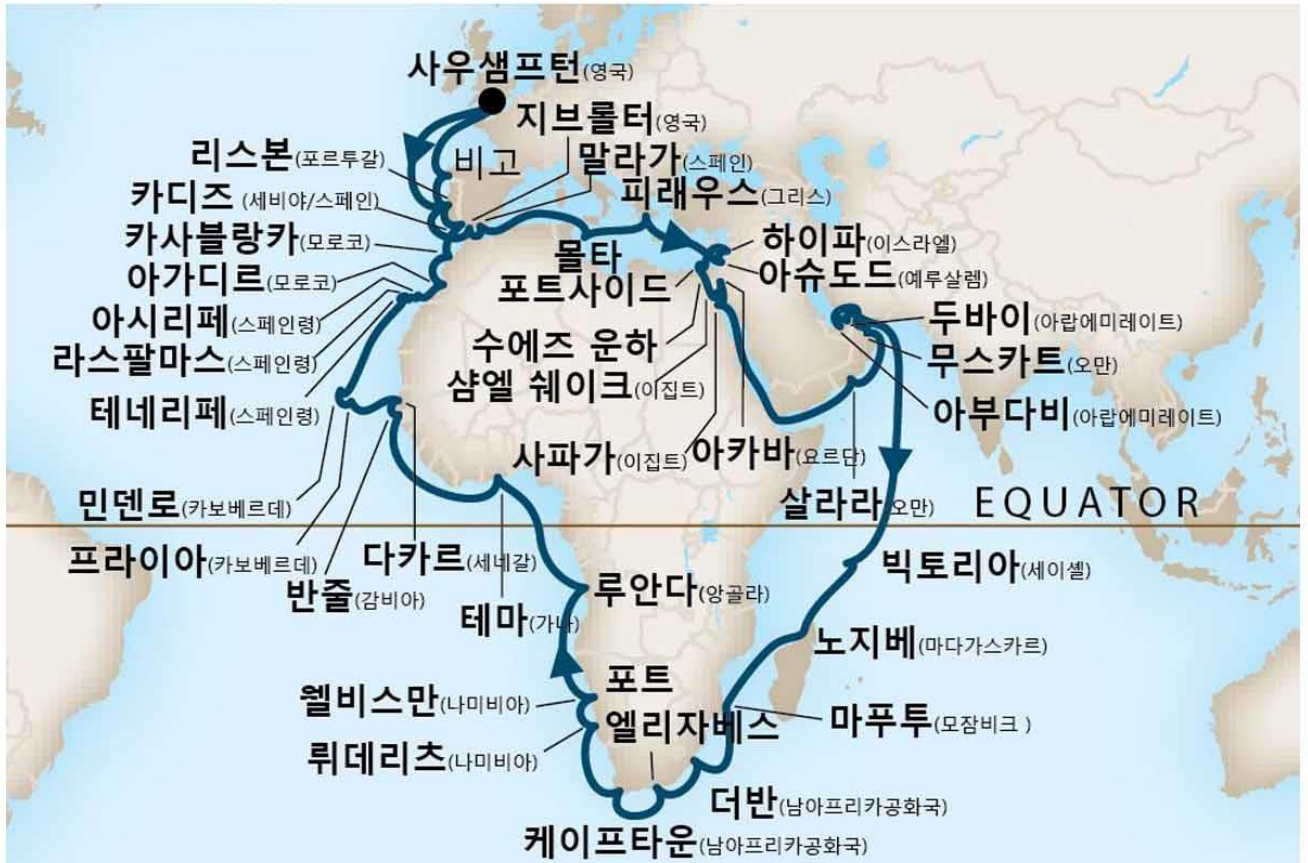 사우샘프턴(영국)
지브롤터(영국)
리스본(포르투갈)
비고
말라가(스페인)
카디즈 (세비야/스페인)
피래우스(그리스)
카사블랑카(모로코)
하이파(이스라엘)
몰타
아가디르(모로코)
아슈도드(예루살렘)
포트사이드
아시리페(스페인령)
두바이(아랍에미레이트)
수에즈 운하
라스팔마스(스페인령)
무스카트(오만)
샴엘 쉐이크(이집트)
테네리페(스페인령)
아부다비(아랍에미레이트)
사파가(이집트)
아카바(요르단)
민덴로(카보베르데)
살라라(오만)
EQUATOR
프라이아(카보베르데)
다카르(세네갈)
빅토리아(세이셸)
반줄(감비아)
루안다(앙골라)
테마(가나)
노지베(마다가스카르)
포트
엘리자베스
웰비스만(나미비아)
마푸투(모잠비크 )
뤼데리츠(나미비아)
더반(남아프리카공화국)
케이프타운(남아프리카공화국)